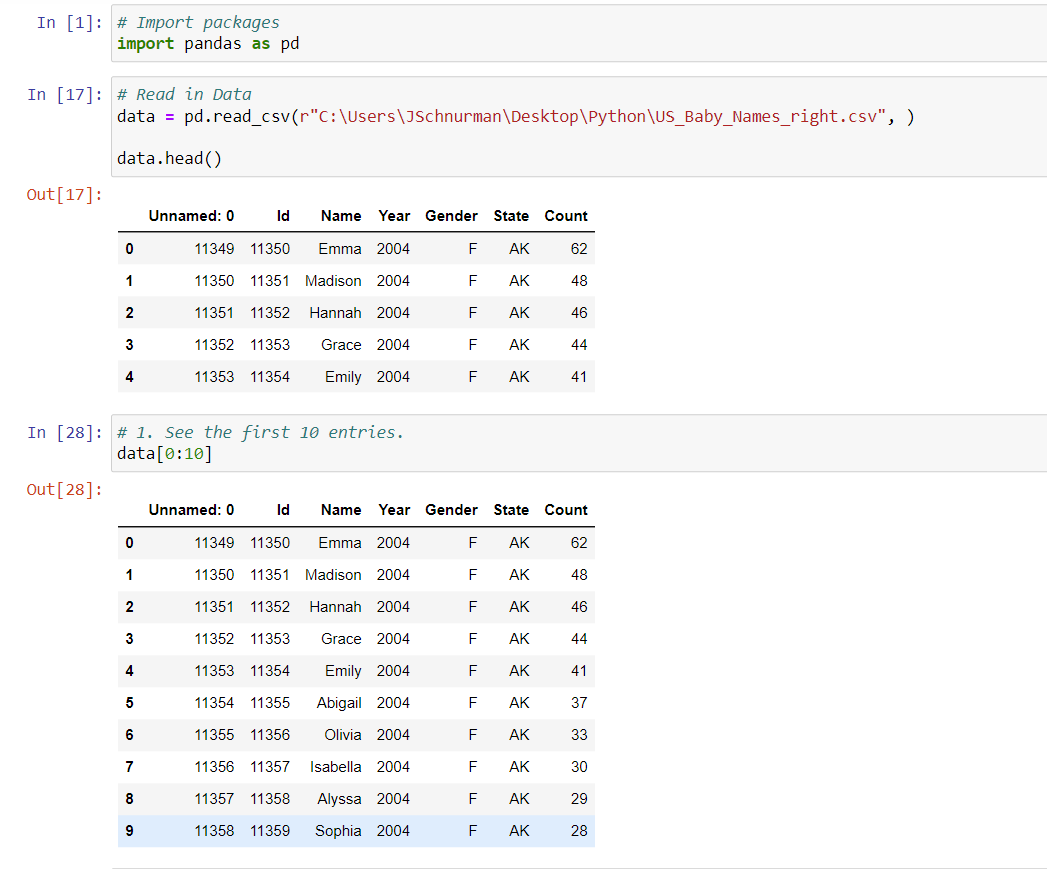 In [1]: # Import packages
import pandas as pd
In [17]: # Read in Data
data = pd.read_csv(r"C:\Users\JSchnurman\Desktop\Python\US_Baby_Names_right.csv", )
data.head()
Out[17]:
Unnamed: 0 Id Name Year Gender State Count
0 11349 11350 Emma 2004 F AK 62
1 11350 11351 Madison 2004 F AK 48
2 11351 11352 Hannah 2004 F AK 46
3 11352 11353 Grace 2004 F AK 44
4 11353 11354 Emily 2004 F AK 41
In [28]: # 1. See the first 10 entries.
data[0:10]
Out[28]:
Unnamed: 0 Id Name Year Gender State Count
0 11349 11350 Emma 2004 F AK 62
1 11350 11351 Madison 2004 F AK 48
2 11351 11352 Hannah 2004 F AK 46
3 11352 11353 Grace 2004 F AK 44
4 11353 11354 Emily 2004 F AK 41
5 11354 11355 Abigail 2004 F AK 37
6 11355 11356 Olivia 2004 F AK 33
7 11356 11357 Isabella 2004 F AK 30
8 11357 11358 Alyssa 2004 F AK 29
9 11358 11359 Sophia 2004 F AK 28